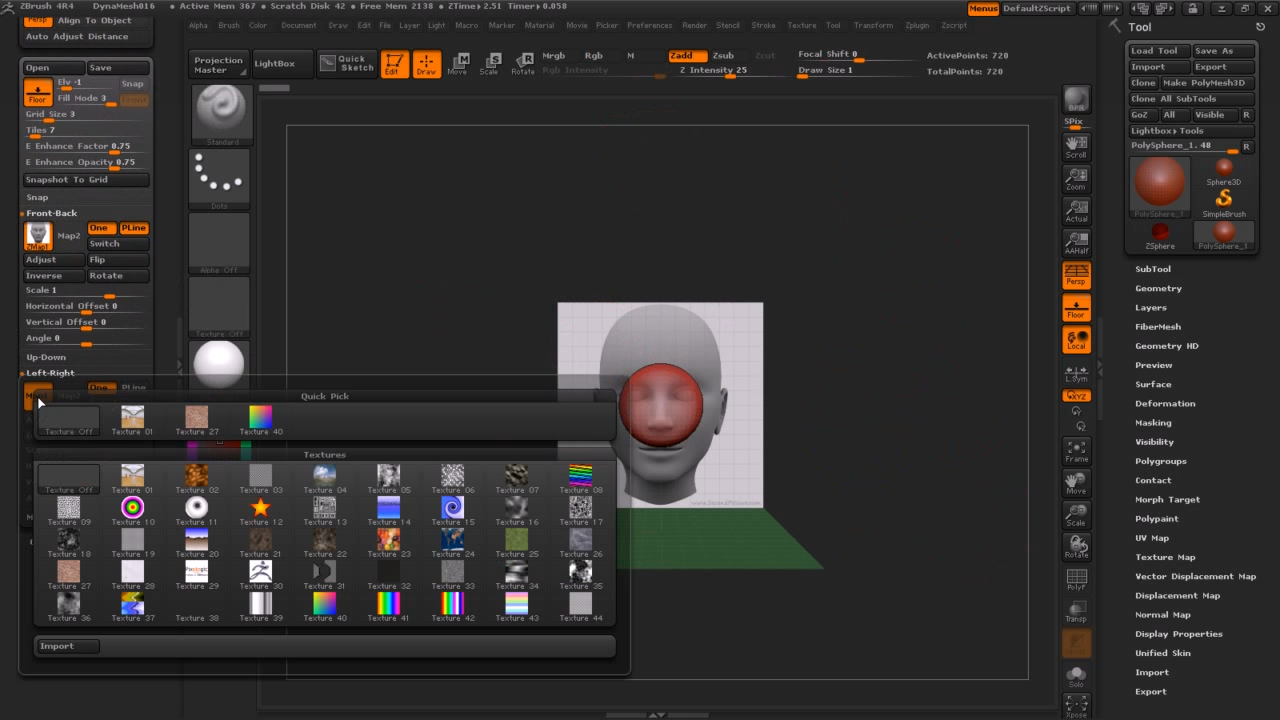 ZBrush 4R4 DynaMesh016 • Active Mem 367 • Scratch Disk 42 • Free Mem 2138 • ZTime▸2.51 Timer▸0.058 Menus DefaultZScript
Alpha Brush Color Document Draw Edit File Layer Light Macro Marker Material Movie Picker Preferences Render Stencil Stroke Texture Tool Transform Zplugin Zscript
Persp Align To Object
Auto Adjust Distance
Open Save
Elv -1 Snap
Floor Fill Mode 3
Grid Size 3
Tiles 7
E Enhance Factor 0.75
E Enhance Opacity 0.75
Snapshot To Grid
Snap
Front-Back
One PLine
Map2
Switch
Adjust Flip
Inverse Rotate
Scale 1
Horizontal Offset 0
Vertical Offset 0
Angle 0
Up-Down
Left-Right
One PLine
Map2
Projection Master
LightBox
Quick Sketch
Edit Draw Move Scale Rotate
Mrgb Rgb M Zadd Zsub Zcut
Rgb Intensity Z Intensity 25
Focal Shift 0
Draw Size 1
ActivePoints: 720
TotalPoints: 720
Standard
Dots
Alpha Off
Texture Off
Quick Pick
Texture Off Texture 01 Texture 27 Texture 40
Textures
Texture Off Texture 01 Texture 02 Texture 03 Texture 04 Texture 05 Texture 06 Texture 07 Texture 08
Texture 09 Texture 10 Texture 11 Texture 12 Texture 13 Texture 14 Texture 15 Texture 16 Texture 17
Texture 18 Texture 19 Texture 20 Texture 21 Texture 22 Texture 23 Texture 24 Texture 25 Texture 26
Texture 27 Texture 28 Texture 29 Texture 30 Texture 31 Texture 32 Texture 33 Texture 34 Texture 35
Texture 36 Texture 37 Texture 38 Texture 39 Texture 40 Texture 41 Texture 42 Texture 43 Texture 44
Import
BPR
SPix
Scroll
Zoom
Actual
AAHalf
Persp
Floor
Local
L.Sym
XYZ
Frame
Move
Scale
Rotate
PolyF
Transp
Solo
Xpose
Tool
Load Tool Save As
Import Export
Clone Make PolyMesh3D
Clone All SubTools
GoZ All Visible R
Lightbox▸Tools
PolySphere_1. 48 R
PolySphere_1 Sphere3D
SimpleBrush
ZSphere PolySphere_1
SubTool
Geometry
Layers
FiberMesh
Geometry HD
Preview
Surface
Deformation
Masking
Visibility
Polygroups
Contact
Morph Target
Polypaint
UV Map
Texture Map
Vector Displacement Map
Displacement Map
Normal Map
Display Properties
Unified Skin
Import
Export